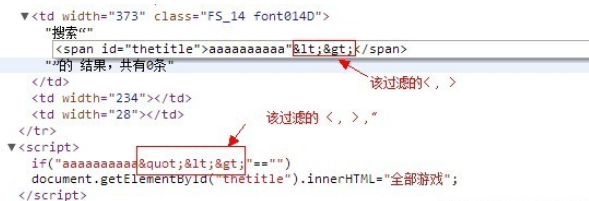 ▼<td width="373" class="FS_14 font014D">
"搜索“"
<span id="thetitle">aaaaaaaaaa"&lt;&gt;</span>
"”的 结果，共有0条"
</td>
该过滤的<，>
<td width="234"></td>
<td width="28"></td>
该过滤的 <，>,"
</tr>
▼<script>
if("aaaaaaaaaa&quot;&lt;&gt;"=="")
document.getElementById("thetitle").innerHTML="全部游戏";
</script>